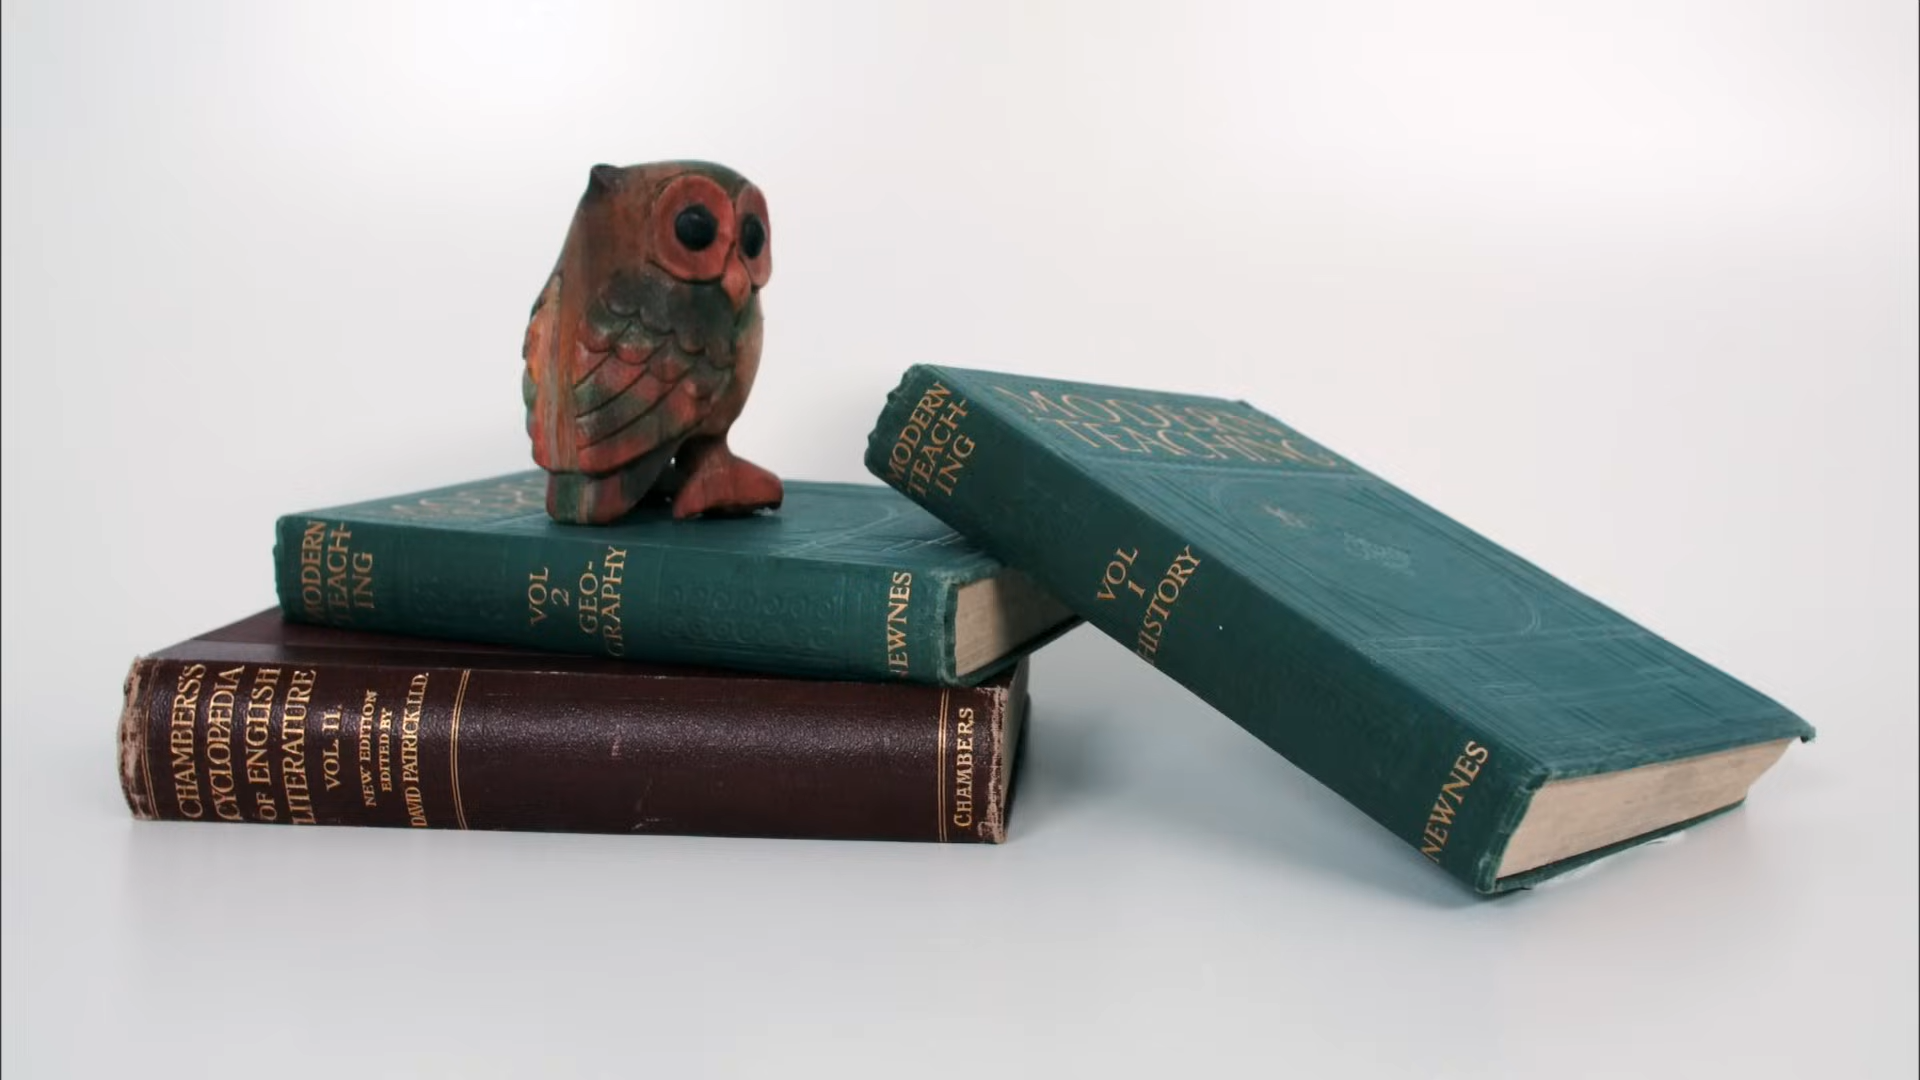 MODERN
TEACH-
ING
VOL
2
GEO-
GRAPHY
NEWNES
CHAMBERS'S
CYCLOPÆDIA
OF ENGLISH
LITERATURE
VOL. II.
NEW EDITION
EDITED BY
DAVID PATRICK, LL.D.
CHAMBERS
MODERN
TEACH-
ING
VOL
1
HISTORY
NEWNES
MODERN
TEACHING